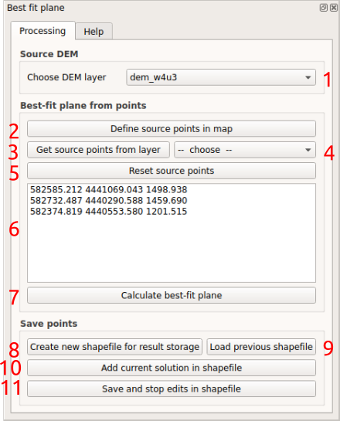 Best fit plane
Processing Help
Source DEM
Choose DEM layer dem_w4u3 1
Best-fit plane from points
2 Define source points in map
3 Get source points from layer -- choose -- 4
5 Reset source points
582585.212 4441069.043 1498.938
582732.487 4440290.588 1459.690
582374.819 4440553.580 1201.515
6
7 Calculate best-fit plane
Save points
8 Create new shapefile for result storage Load previous shapefile 9
10 Add current solution in shapefile
11 Save and stop edits in shapefile